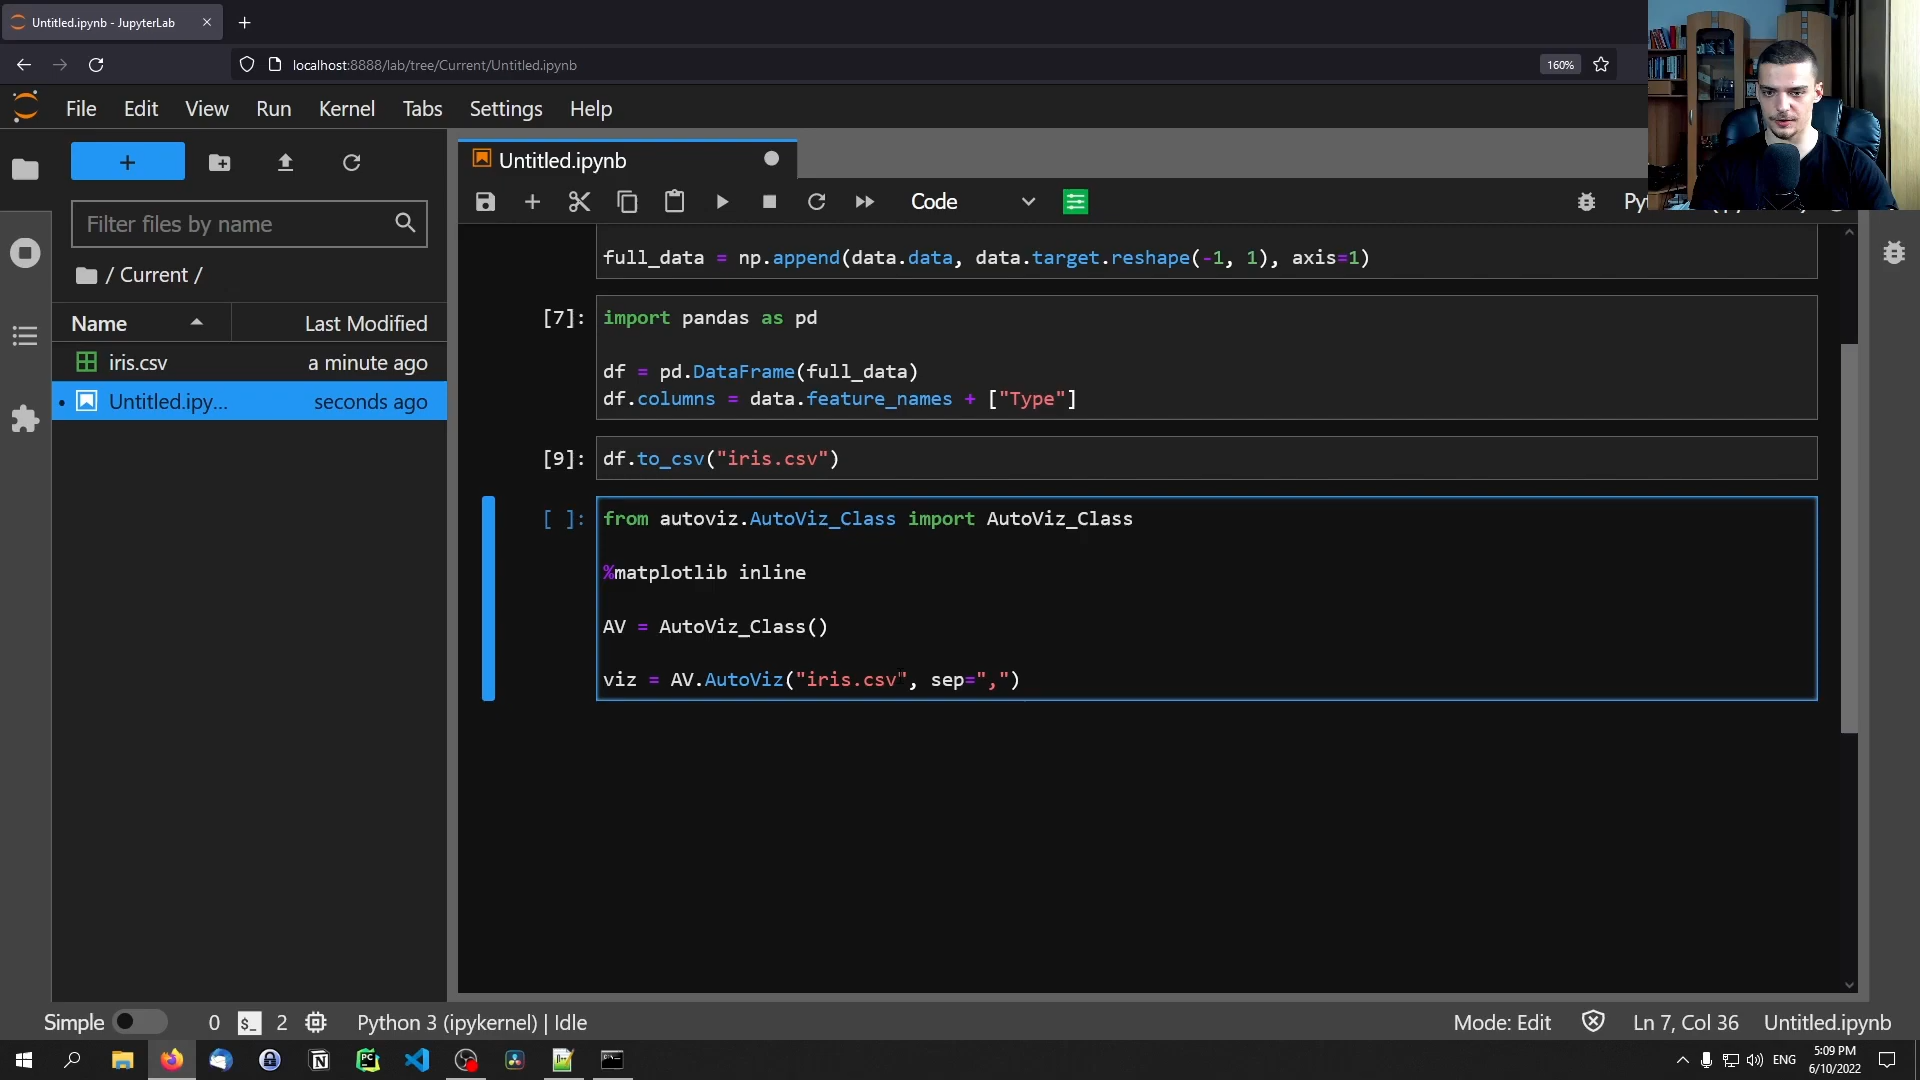 Untitled.ipynb - JupyterLab
localhost:8888/lab/tree/Current/Untitled.ipynb
160%
File Edit View Run Kernel Tabs Settings Help
Untitled.ipynb
Filter files by name
Code
/ Current /
Name Last Modified
iris.csv a minute ago
Untitled.ipy... seconds ago
full_data = np.append(data.data, data.target.reshape(-1, 1), axis=1)
[7]: import pandas as pd
df = pd.DataFrame(full_data)
df.columns = data.feature_names + ["Type"]
[9]: df.to_csv("iris.csv")
[ ]: from autoviz.AutoViz_Class import AutoViz_Class
%matplotlib inline
AV = AutoViz_Class()
viz = AV.AutoViz("iris.csv", sep=",")
Simple 0 2 Python 3 (ipykernel) | Idle Mode: Edit Ln 7, Col 36 Untitled.ipynb
ENG
5:09 PM
6/10/2022